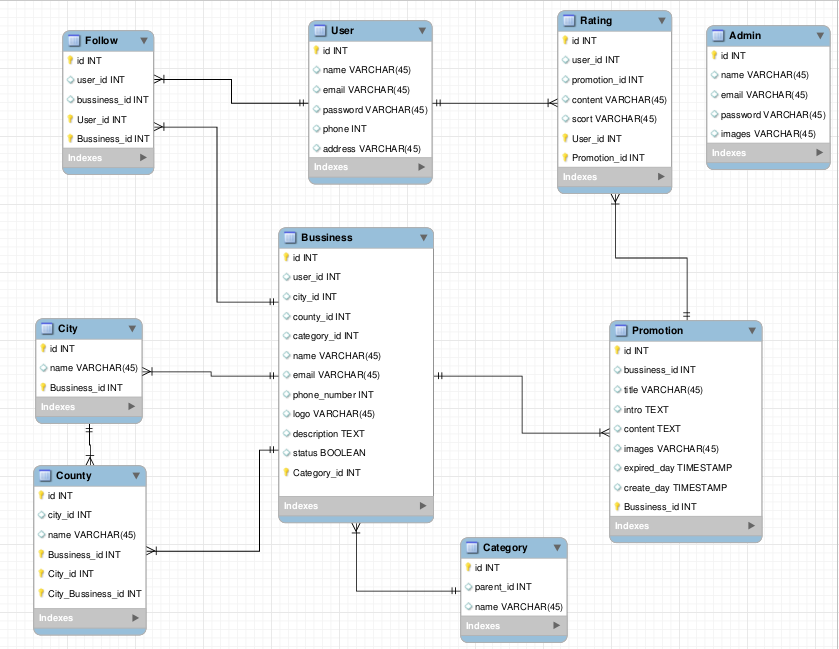 Follow
id INT
user_id INT
bussiness_id INT
User_id INT
Bussiness_id INT
Indexes
User
id INT
name VARCHAR(45)
email VARCHAR(45)
password VARCHAR(45)
phone INT
address VARCHAR(45)
Indexes
Rating
id INT
user_id INT
promotion_id INT
content VARCHAR(45)
scort VARCHAR(45)
User_id INT
Promotion_id INT
Indexes
Admin
id INT
name VARCHAR(45)
email VARCHAR(45)
password VARCHAR(45)
images VARCHAR(45)
Indexes
Bussiness
id INT
user_id INT
city_id INT
county_id INT
category_id INT
name VARCHAR(45)
email VARCHAR(45)
phone_number INT
logo VARCHAR(45)
description TEXT
status BOOLEAN
Category_id INT
Indexes
City
id INT
name VARCHAR(45)
Bussiness_id INT
Indexes
Promotion
id INT
bussiness_id INT
title VARCHAR(45)
intro TEXT
content TEXT
images VARCHAR(45)
expired_day TIMESTAMP
create_day TIMESTAMP
Bussiness_id INT
Indexes
County
id INT
city_id INT
name VARCHAR(45)
Bussiness_id INT
City_id INT
City_Bussiness_id INT
Indexes
Category
id INT
parent_id INT
name VARCHAR(45)
Indexes